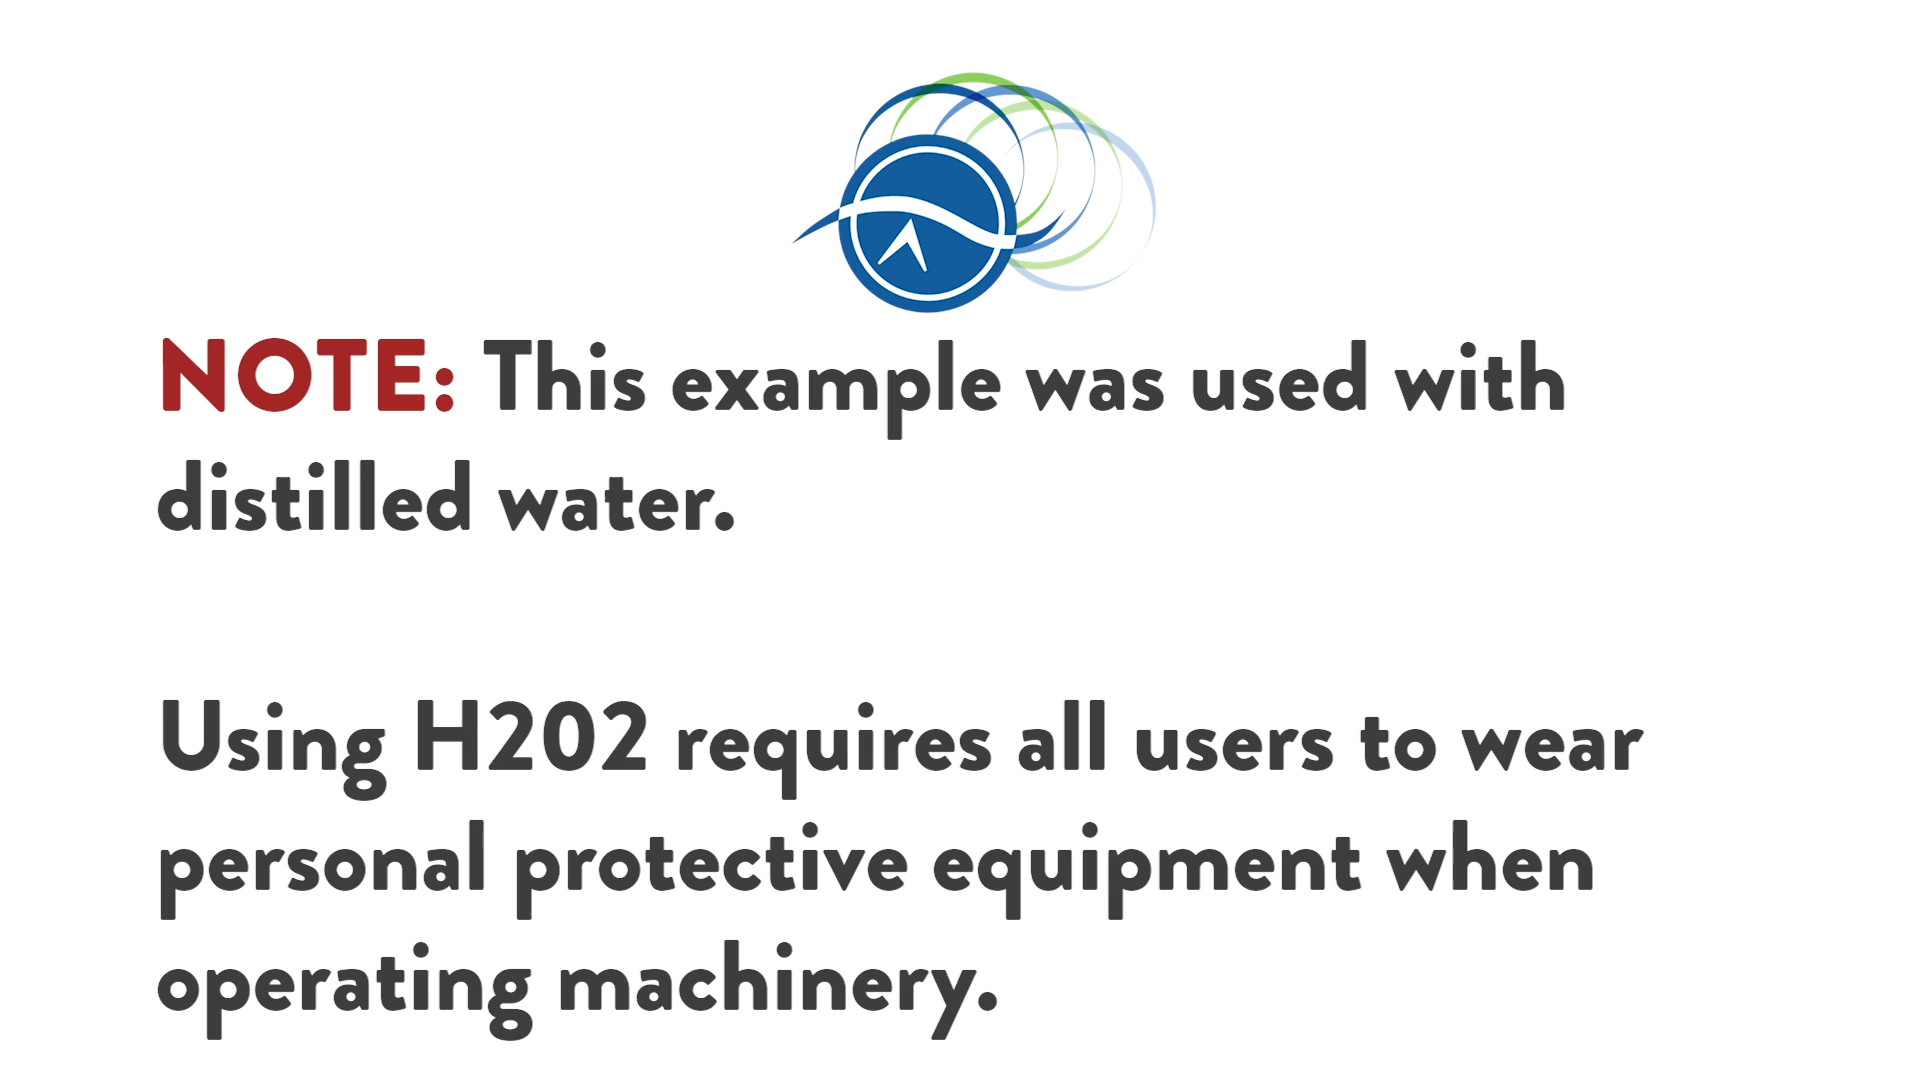 NOTE: This example was used with
distilled water.
Using H202 requires all users to wear
personal protective equipment when
operating machinery.